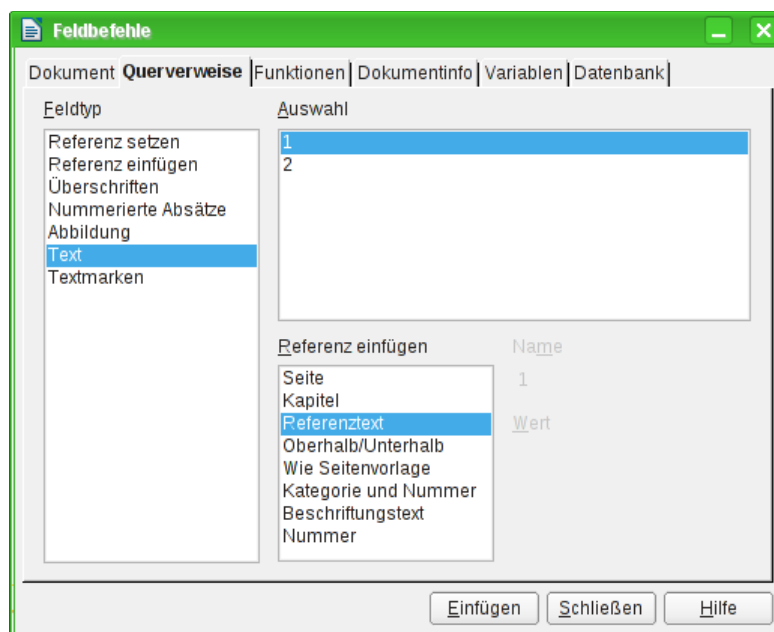 Feldbefehle
Dokument Querverweise Funktionen Dokumentinfo Variablen Datenbank
Feldtyp
Referenz setzen
Referenz einfügen
Überschriften
Nummerierte Absätze
Abbildung
Text
Textmarken
Auswahl
1
2
Referenz einfügen
Seite
Kapitel
Referenztext
Oberhalb/Unterhalb
Wie Seitenvorlage
Kategorie und Nummer
Beschriftungstext
Nummer
Name
1
Wert
Einfügen Schließen Hilfe